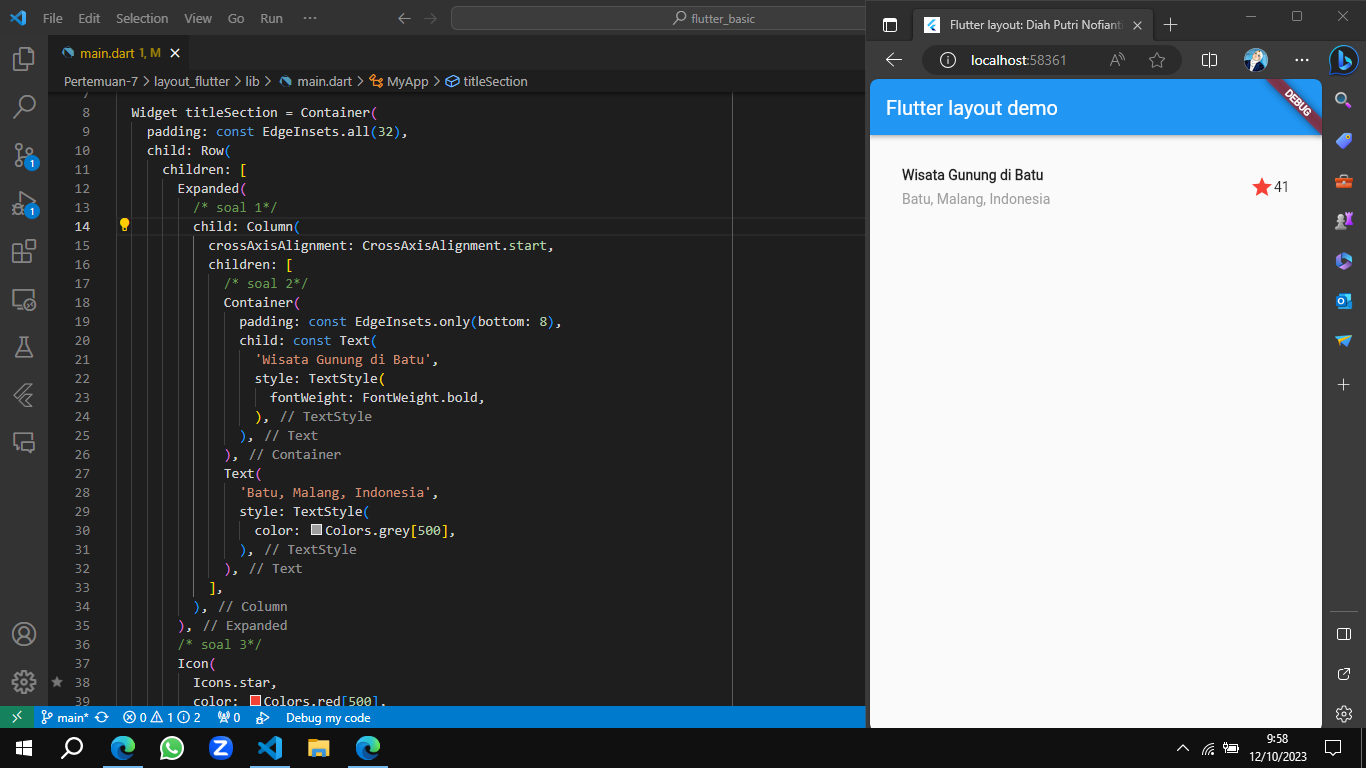 File Edit Selection View Go Run ···
flutter_basic
main.dart 1, M
Pertemuan-7 > layout_flutter > lib > main.dart > MyApp > titleSection
7
8 Widget titleSection = Container(
9 padding: const EdgeInsets.all(32),
10 child: Row(
11 children: [
12 Expanded(
13 /* soal 1*/
14 child: Column(
15 crossAxisAlignment: CrossAxisAlignment.start,
16 children: [
17 /* soal 2*/
18 Container(
19 padding: const EdgeInsets.only(bottom: 8),
20 child: const Text(
21 'Wisata Gunung di Batu',
22 style: TextStyle(
23 fontWeight: FontWeight.bold,
24 ), // TextStyle
25 ), // Text
26 ), // Container
27 Text(
28 'Batu, Malang, Indonesia',
29 style: TextStyle(
30 color: Colors.grey[500],
31 ), // TextStyle
32 ), // Text
33 ],
34 ), // Column
35 ), // Expanded
36 /* soal 3*/
37 Icon(
38 Icons.star,
39 color: Colors.red[500],
1
1
main* 0 1 2 0 Debug my code
Flutter layout: Diah Putri Nofianti
localhost:58361
Flutter layout demo
DEBUG
Wisata Gunung di Batu
Batu, Malang, Indonesia
41
9:58
12/10/2023